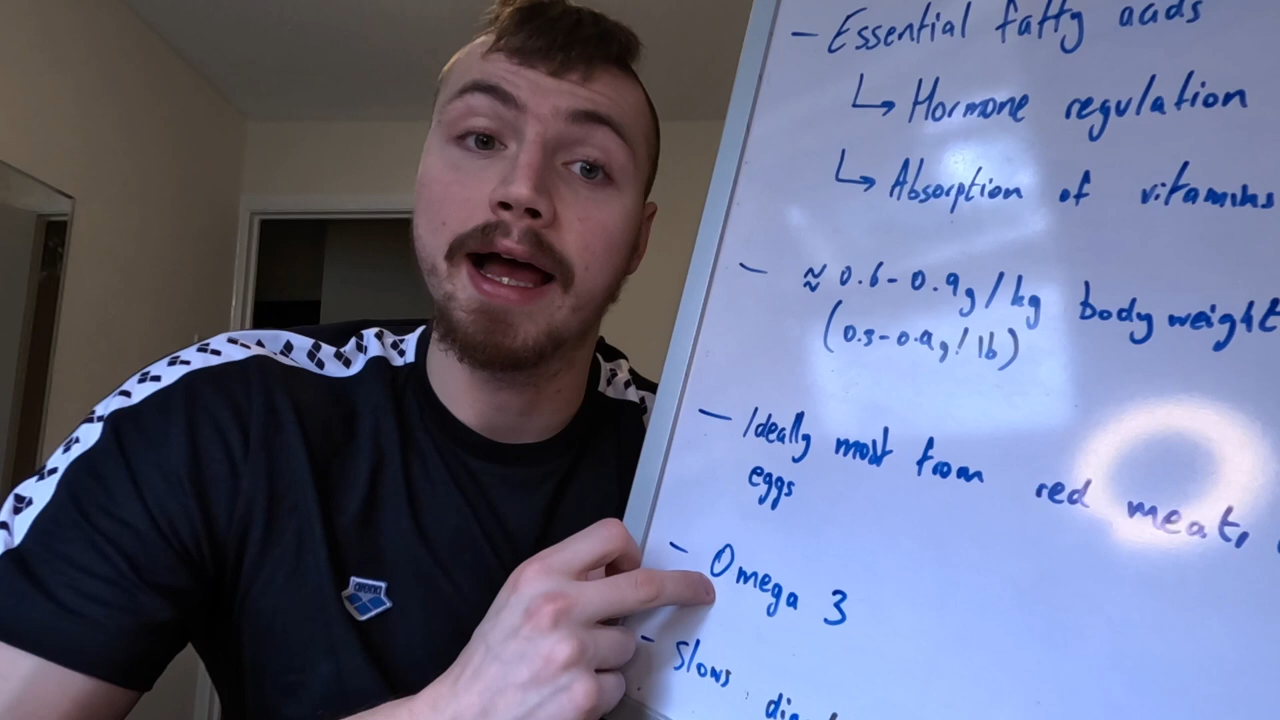 - Essential fatty acids
↳ Hormone regulation
↳ Absorption of vitamins
- ≈ 0.6-0.9g/kg body weight
(0.3-0.4g/lb)
- Ideally most from red meat,
eggs
- Omega 3
- Slows
arena